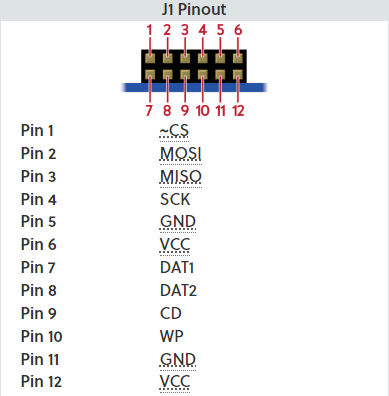 J1 Pinout
1 2 3 4 5 6
7 8 9 10 11 12
Pin 1 ~CS
Pin 2 MOSI
Pin 3 MISO
Pin 4 SCK
Pin 5 GND
Pin 6 VCC
Pin 7 DAT1
Pin 8 DAT2
Pin 9 CD
Pin 10 WP
Pin 11 GND
Pin 12 VCC